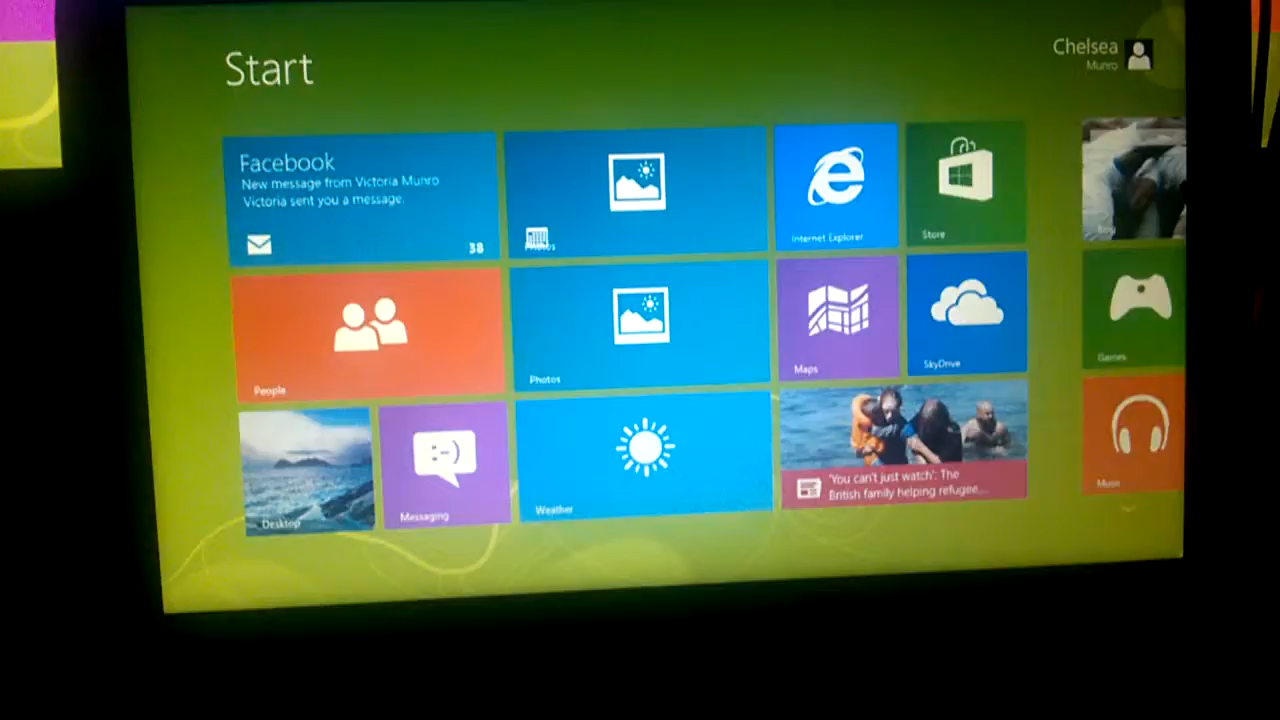 Start
Chelsea
Munro
Facebook
New message from Victoria Munro
Victoria sent you a message.
38
Internet Explorer
Store
People
Photos
Maps
SkyDrive
Games
Desktop
Messaging
Weather
'You can't just watch': The
British family helping refugee...
Music